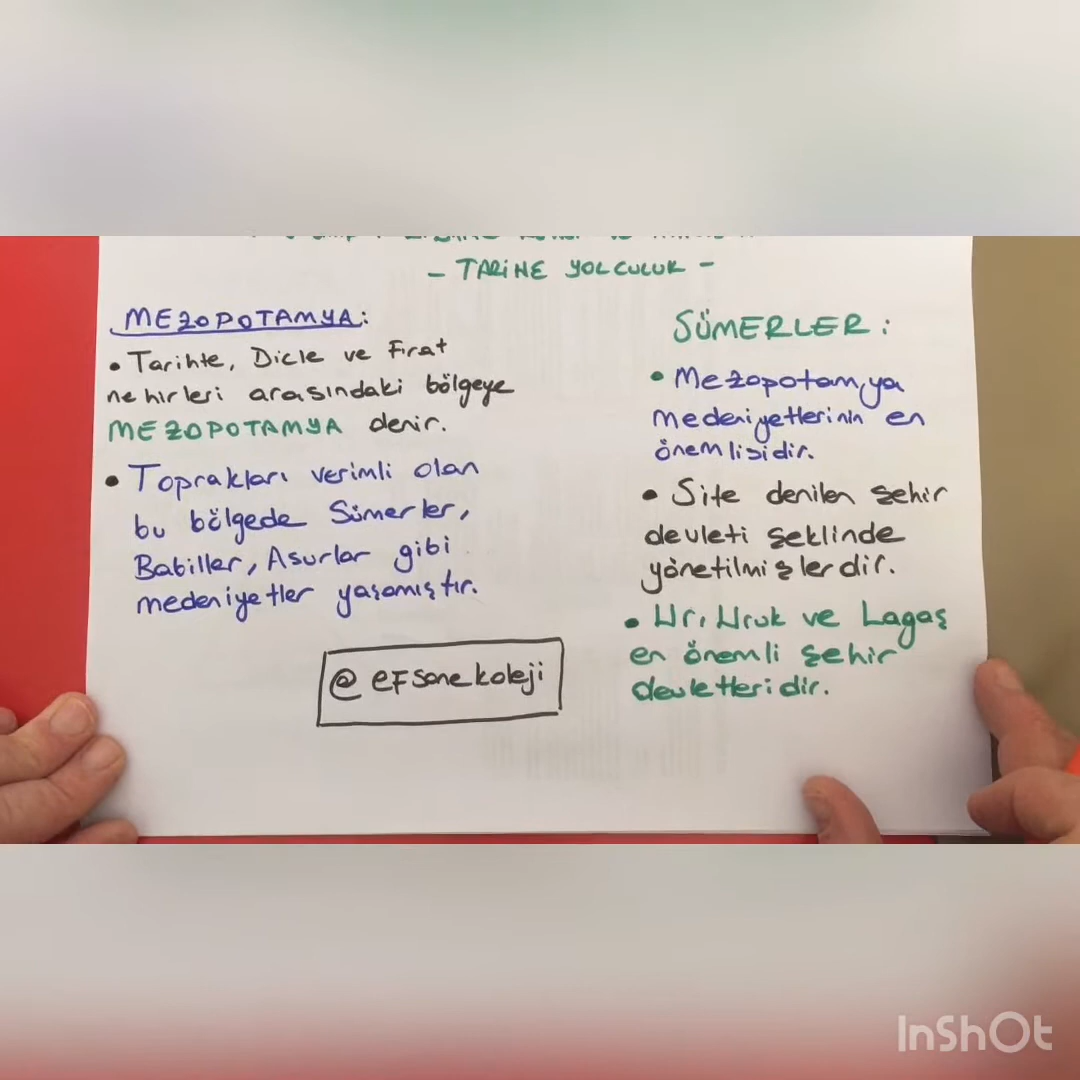 - TARİHE YOLCULUK -
MEZOPOTAMYA:
• Tarihte, Dicle ve Fırat
nehirleri arasındaki bölgeye
MEZOPOTAMYA denir.
• Toprakları verimli olan
bu bölgede Sümerler,
Babiller, Asurlar gibi
medeniyetler yaşamıştır.
@efsanekoleji
SÜMERLER:
• Mezopotamya
medeniyetlerinin en
önemlisidir.
• Site denilen şehir
devleti şeklinde
yönetilmişlerdir.
• Ur, Uruk ve Lagaş
en önemli şehir
devletleridir.
InShOt